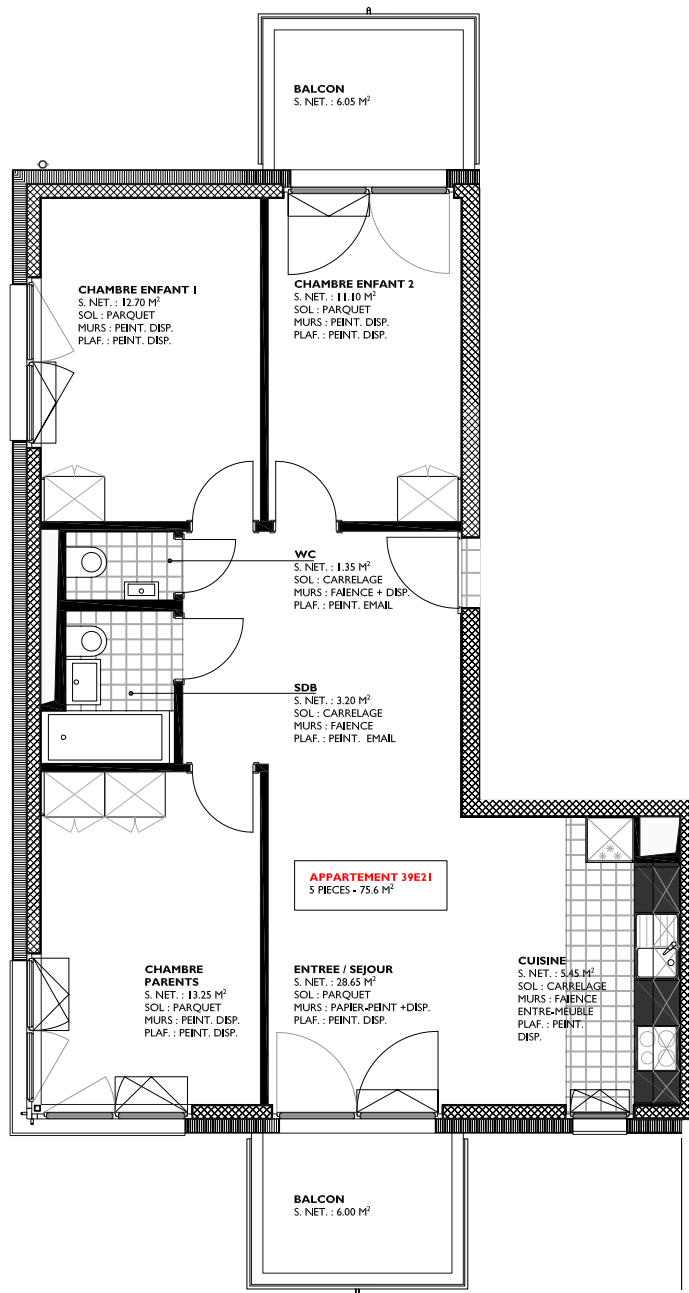 BALCON
S. NET. : 6.05 M²
CHAMBRE ENFANT 1
S. NET. : 12.70 M²
SOL : PARQUET
MURS : PEINT. DISP.
PLAF. : PEINT. DISP.
CHAMBRE ENFANT 2
S. NET. : 11.10 M²
SOL : PARQUET
MURS : PEINT. DISP.
PLAF. : PEINT. DISP.
WC
S. NET. : 1.35 M²
SOL : CARRELAGE
MURS : FAIENCE + DISP.
PLAF. : PEINT. EMAIL
SDB
S. NET. : 3.20 M²
SOL : CARRELAGE
MURS : FAIENCE
PLAF. : PEINT. EMAIL
APPARTEMENT 39E21
5 PIECES - 75.6 M²
CHAMBRE
PARENTS
S. NET. : 13.25 M²
SOL : PARQUET
MURS : PEINT. DISP.
PLAF. : PEINT. DISP.
ENTREE / SEJOUR
S. NET. : 28.65 M²
SOL : PARQUET
MURS : PAPIER-PEINT +DISP.
PLAF. : PEINT. DISP.
CUISINE
S. NET. : 5.45 M²
SOL : CARRELAGE
MURS : FAIENCE
ENTRE-MEUBLE
PLAF. : PEINT.
DISP.
BALCON
S. NET. : 6.00 M²